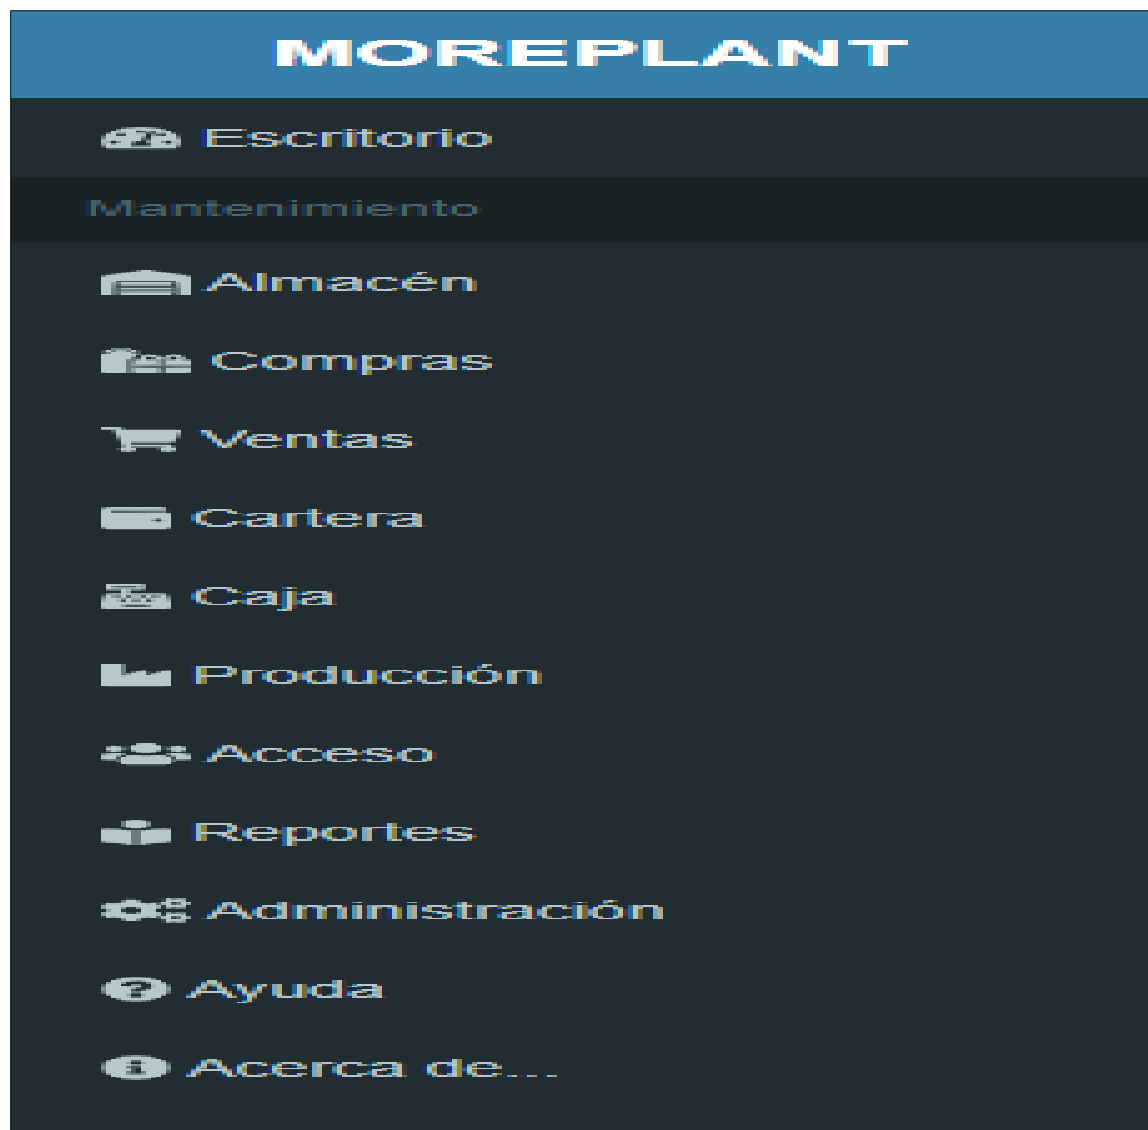 MOREPLANT
Escritorio
Mantenimiento
Almacén
Compras
Ventas
Cartera
Caja
Producción
Acceso
Reportes
Administración
Ayuda
Acerca de...